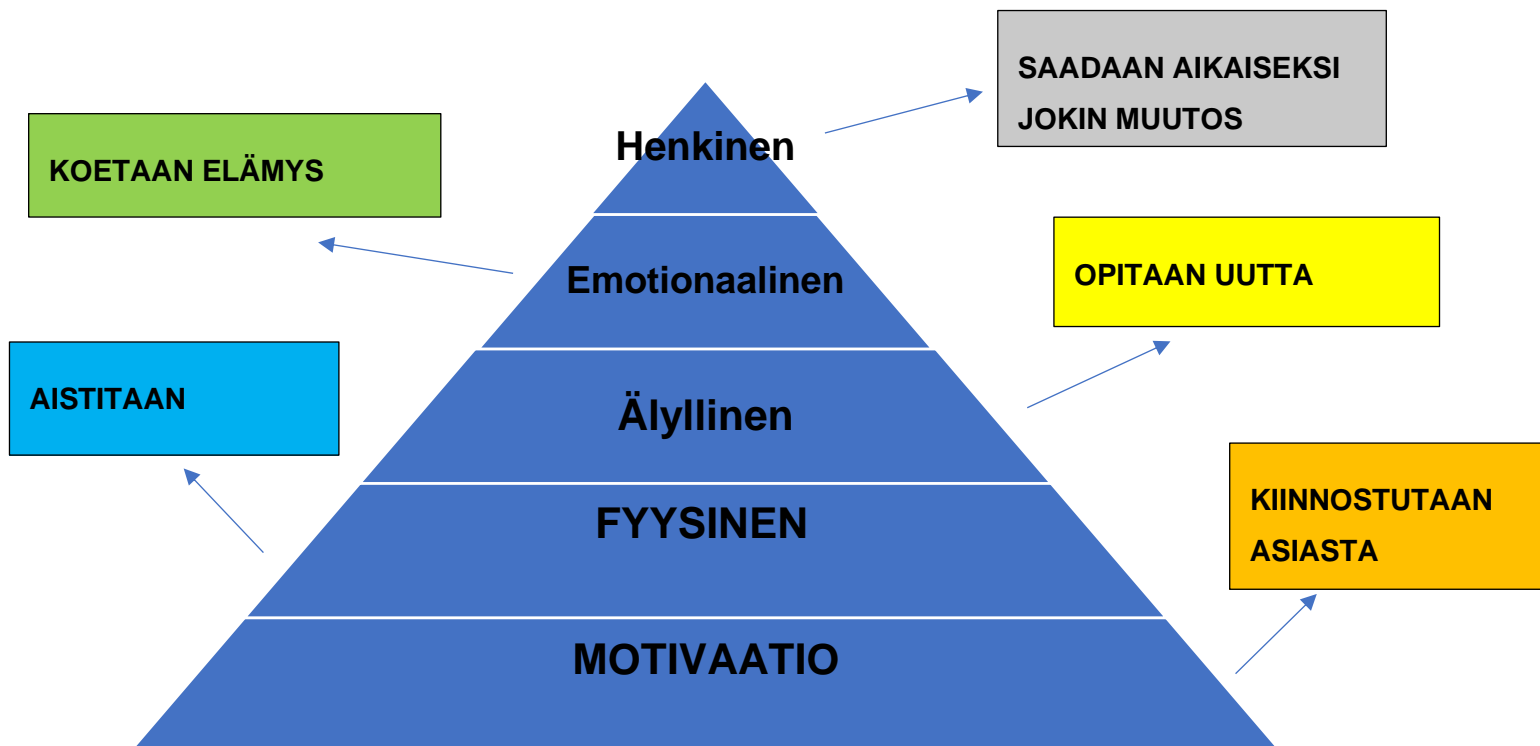 SAADAAN AIKAISEKSI
JOKIN MUUTOS
Henkinen
KOETAAN ELÄMYS
Emotionaalinen
OPITAAN UUTTA
AISTITAAN
Älyllinen
KIINNOSTUTAAN
ASIASTA
FYYSINEN
MOTIVAATIO